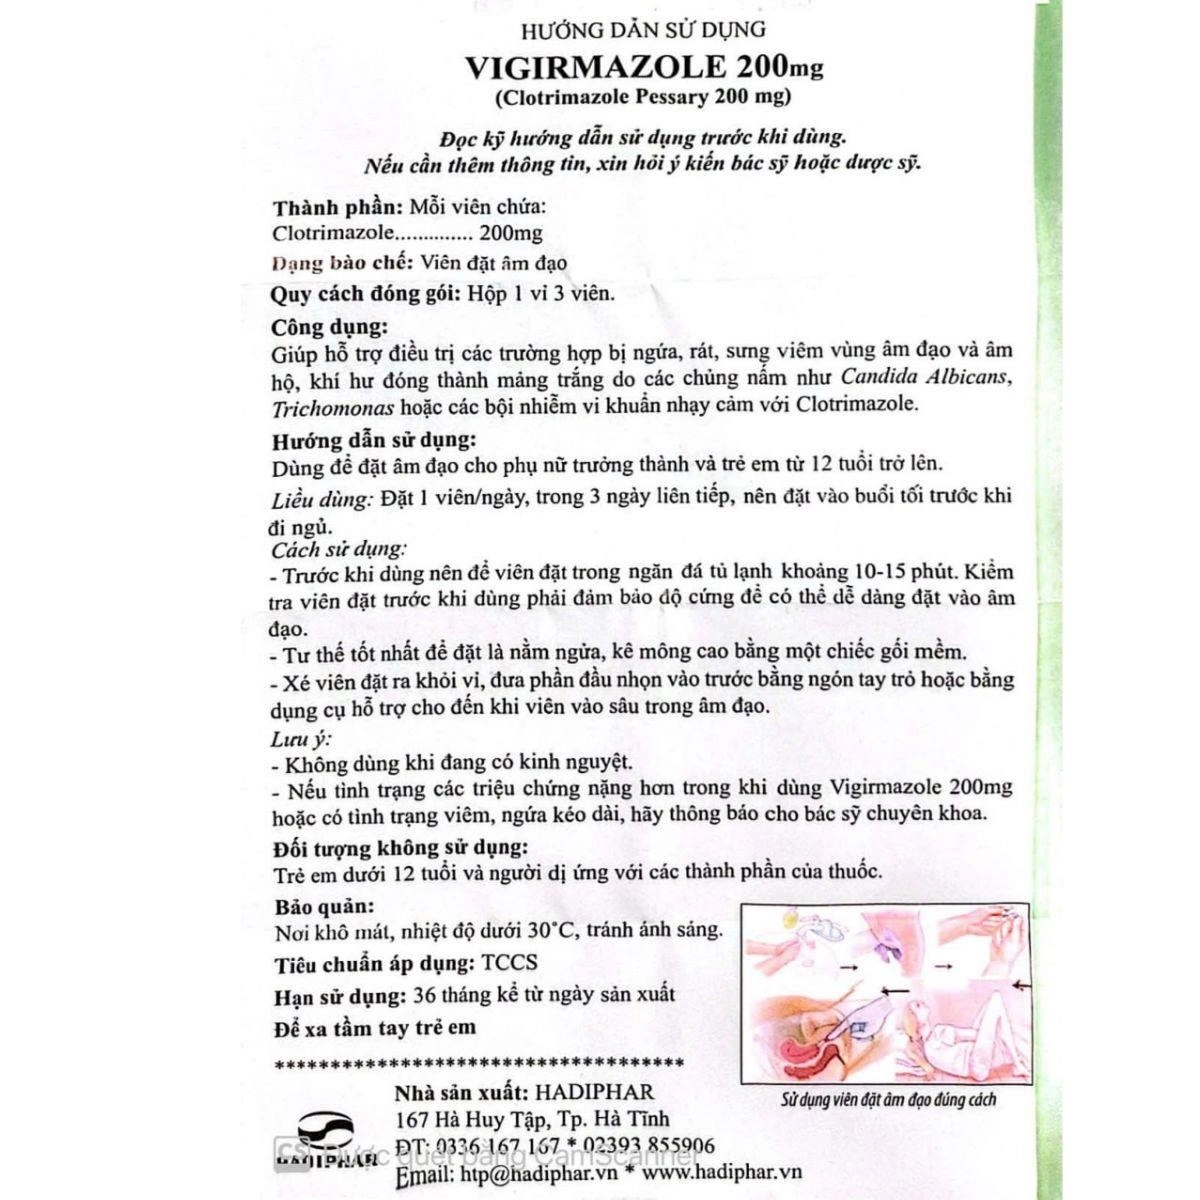 HƯỚNG DẪN SỬ DỤNG
VIGIRMAZOLE 200mg
(Clotrimazole Pessary 200 mg)
Đọc kỹ hướng dẫn sử dụng trước khi dùng.
Nếu cần thêm thông tin, xin hỏi ý kiến bác sỹ hoặc dược sỹ.
Thành phần: Mỗi viên chứa:
Clotrimazole.............. 200mg
Dạng bào chế: Viên đặt âm đạo
Quy cách đóng gói: Hộp 1 vỉ 3 viên.
Công dụng:
Giúp hỗ trợ điều trị các trường hợp bị ngứa, rát, sưng viêm vùng âm đạo và âm
hộ, khí hư đóng thành mảng trắng do các chủng nấm như Candida Albicans,
Trichomonas hoặc các bội nhiễm vi khuẩn nhạy cảm với Clotrimazole.
Hướng dẫn sử dụng:
Dùng để đặt âm đạo cho phụ nữ trưởng thành và trẻ em từ 12 tuổi trở lên.
Liều dùng: Đặt 1 viên/ngày, trong 3 ngày liên tiếp, nên đặt vào buổi tối trước khi
đi ngủ.
Cách sử dụng:
- Trước khi dùng nên để viên đặt trong ngăn đá tủ lạnh khoảng 10-15 phút. Kiểm
tra viên đặt trước khi dùng phải đảm bảo độ cứng để có thể dễ dàng đặt vào âm
đạo.
- Tư thế tốt nhất để đặt là nằm ngửa, kê mông cao bằng một chiếc gối mềm.
- Xé viên đặt ra khỏi vỉ, đưa phần đầu nhọn vào trước bằng ngón tay trỏ hoặc bằng
dụng cụ hỗ trợ cho đến khi viên vào sâu trong âm đạo.
Lưu ý:
- Không dùng khi đang có kinh nguyệt.
- Nếu tình trạng các triệu chứng nặng hơn trong khi dùng Vigirmazole 200mg
hoặc có tình trạng viêm, ngứa kéo dài, hãy thông báo cho bác sỹ chuyên khoa.
Đối tượng không sử dụng:
Trẻ em dưới 12 tuổi và người dị ứng với các thành phần của thuốc.
Bảo quản:
Nơi khô mát, nhiệt độ dưới 30°C, tránh ánh sáng.
Tiêu chuẩn áp dụng: TCCS
Hạn sử dụng: 36 tháng kể từ ngày sản xuất
Để xa tầm tay trẻ em
*************************************
Sử dụng viên đặt âm đạo đúng cách
Nhà sản xuất: HADIPHAR
167 Hà Huy Tập, Tp. Hà Tĩnh
ĐT: 0336 167 167 * 02393 855906
Email: htp@hadiphar.vn * www.hadiphar.vn
HADIPHAR
CS Được quét bằng CamScanner